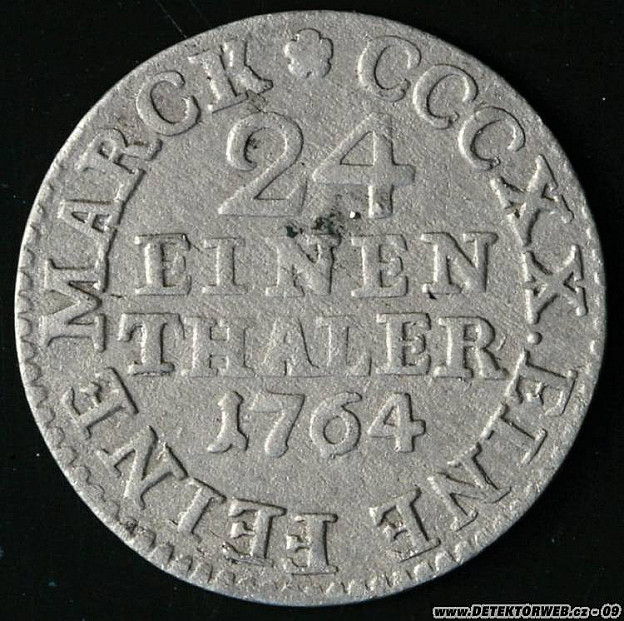 CCCXX. EINE FEINE MARCK
24
EINEN
THALER
1764
www.DETEKTORWEB.cz - 09